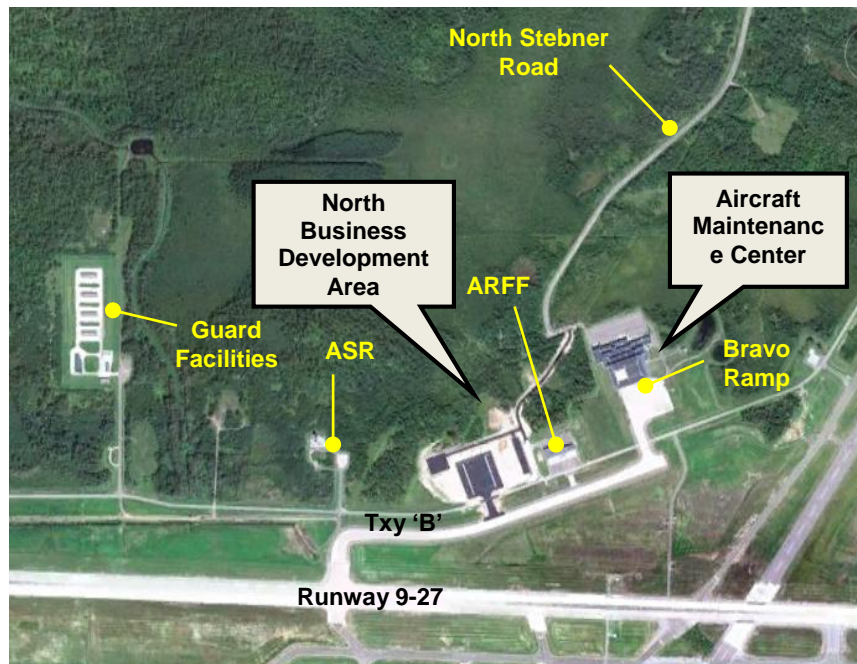 North Stebner
Road
North
Business
Development
Area
Aircraft
Maintenanc
e Center
ARFF
Guard
Facilities
ASR
Bravo
Ramp
Txy ‘B’
Runway 9-27